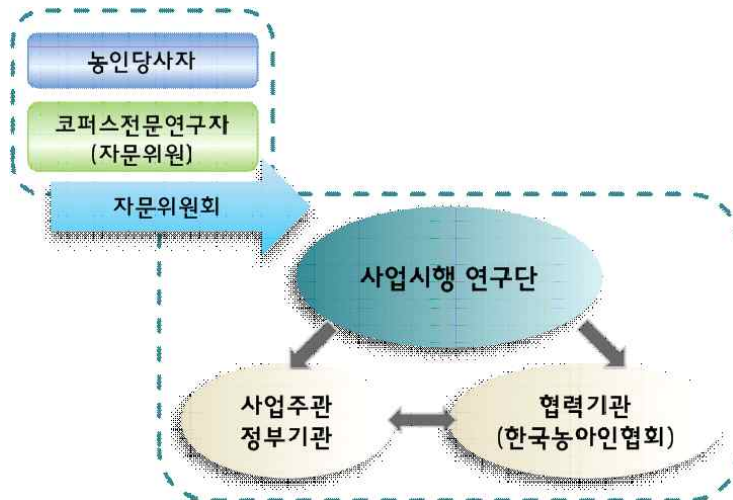 농인당사자
코퍼스전문연구자
(자문위원)
자문위원회
사업시행 연구단
사업주관
정부기관
협력기관
(한국농아인협회)